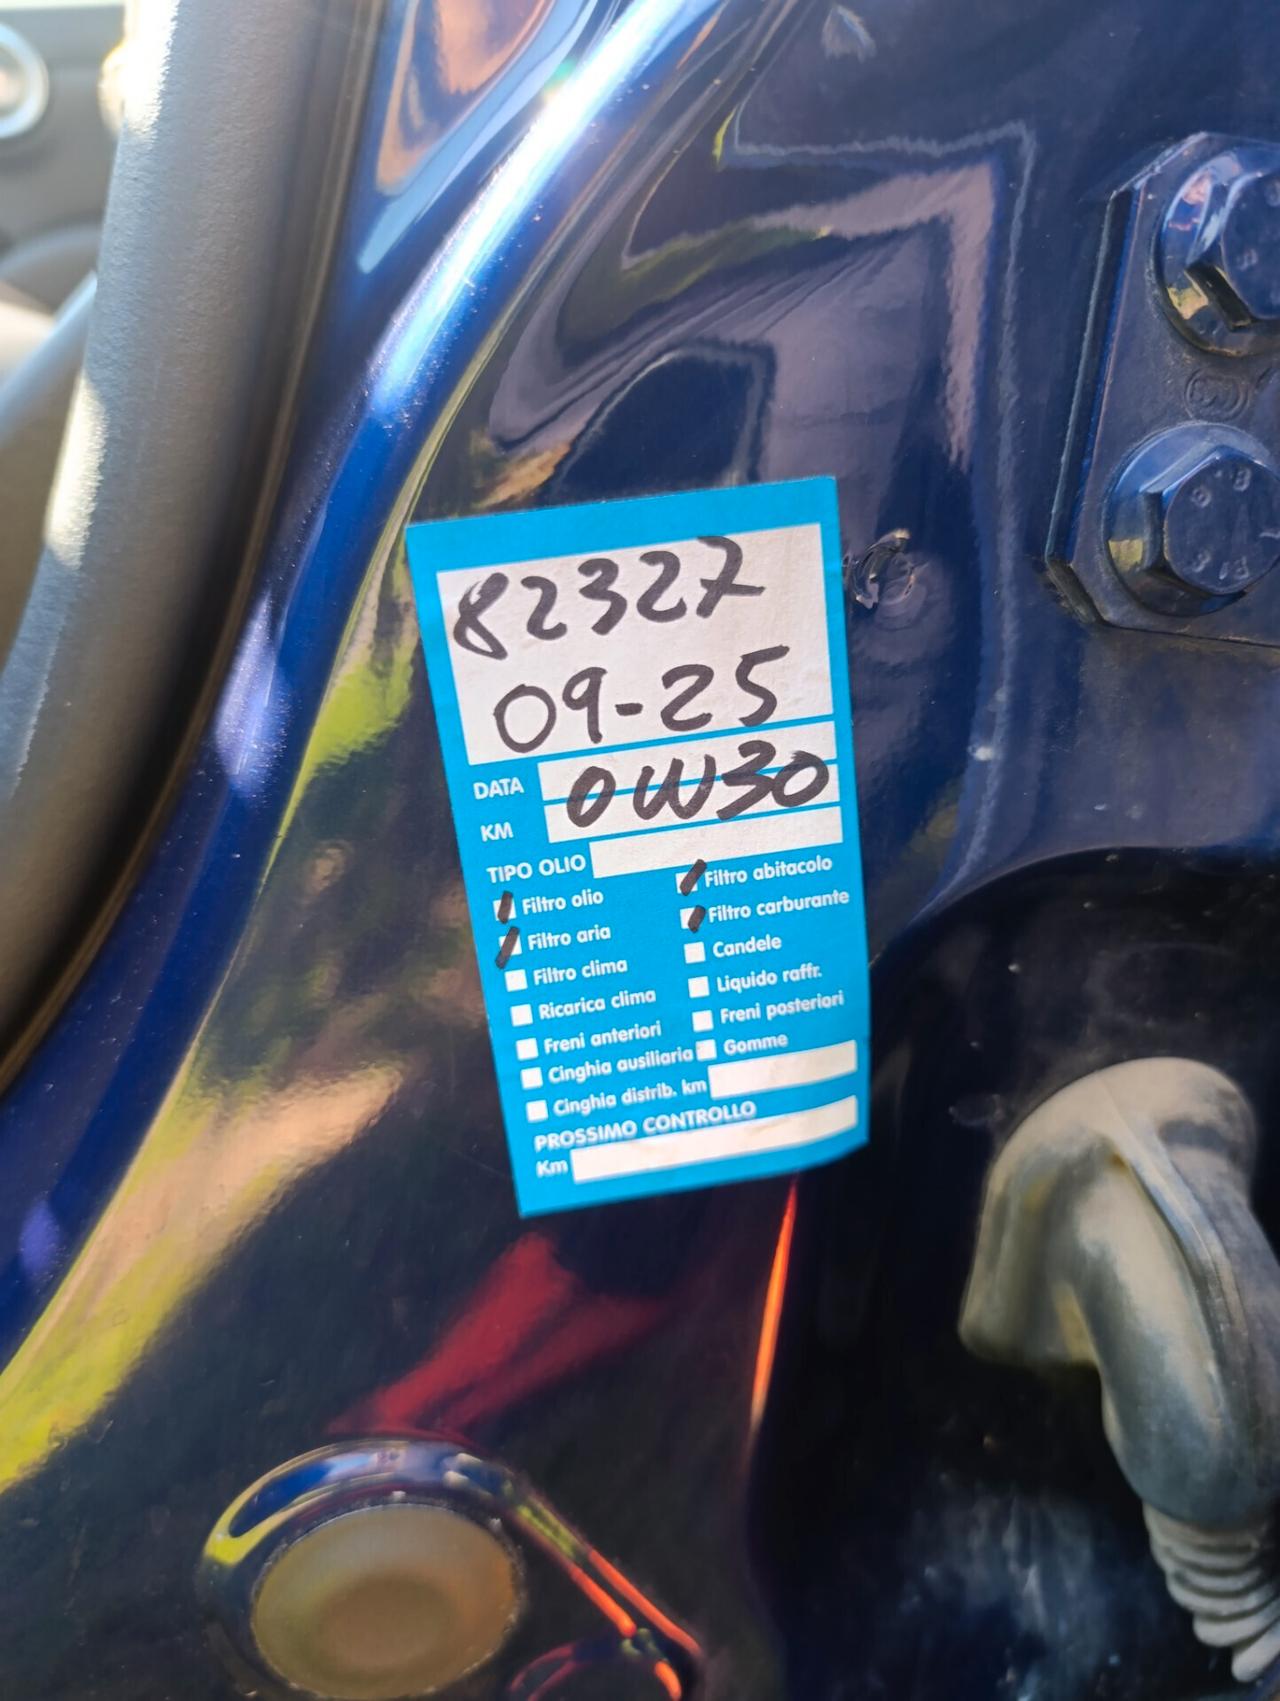 82327
09-25
DATA
0W30
KM
TIPO OLIO
Filtro olio
Filtro abitacolo
Filtro aria
Filtro carburante
Filtro clima
Candele
Ricarica clima
Liquido raffr.
Freni anteriori
Freni posteriori
Cinghia ausiliaria
Gomme
Cinghia distrib. km
PROSSIMO CONTROLLO
Km